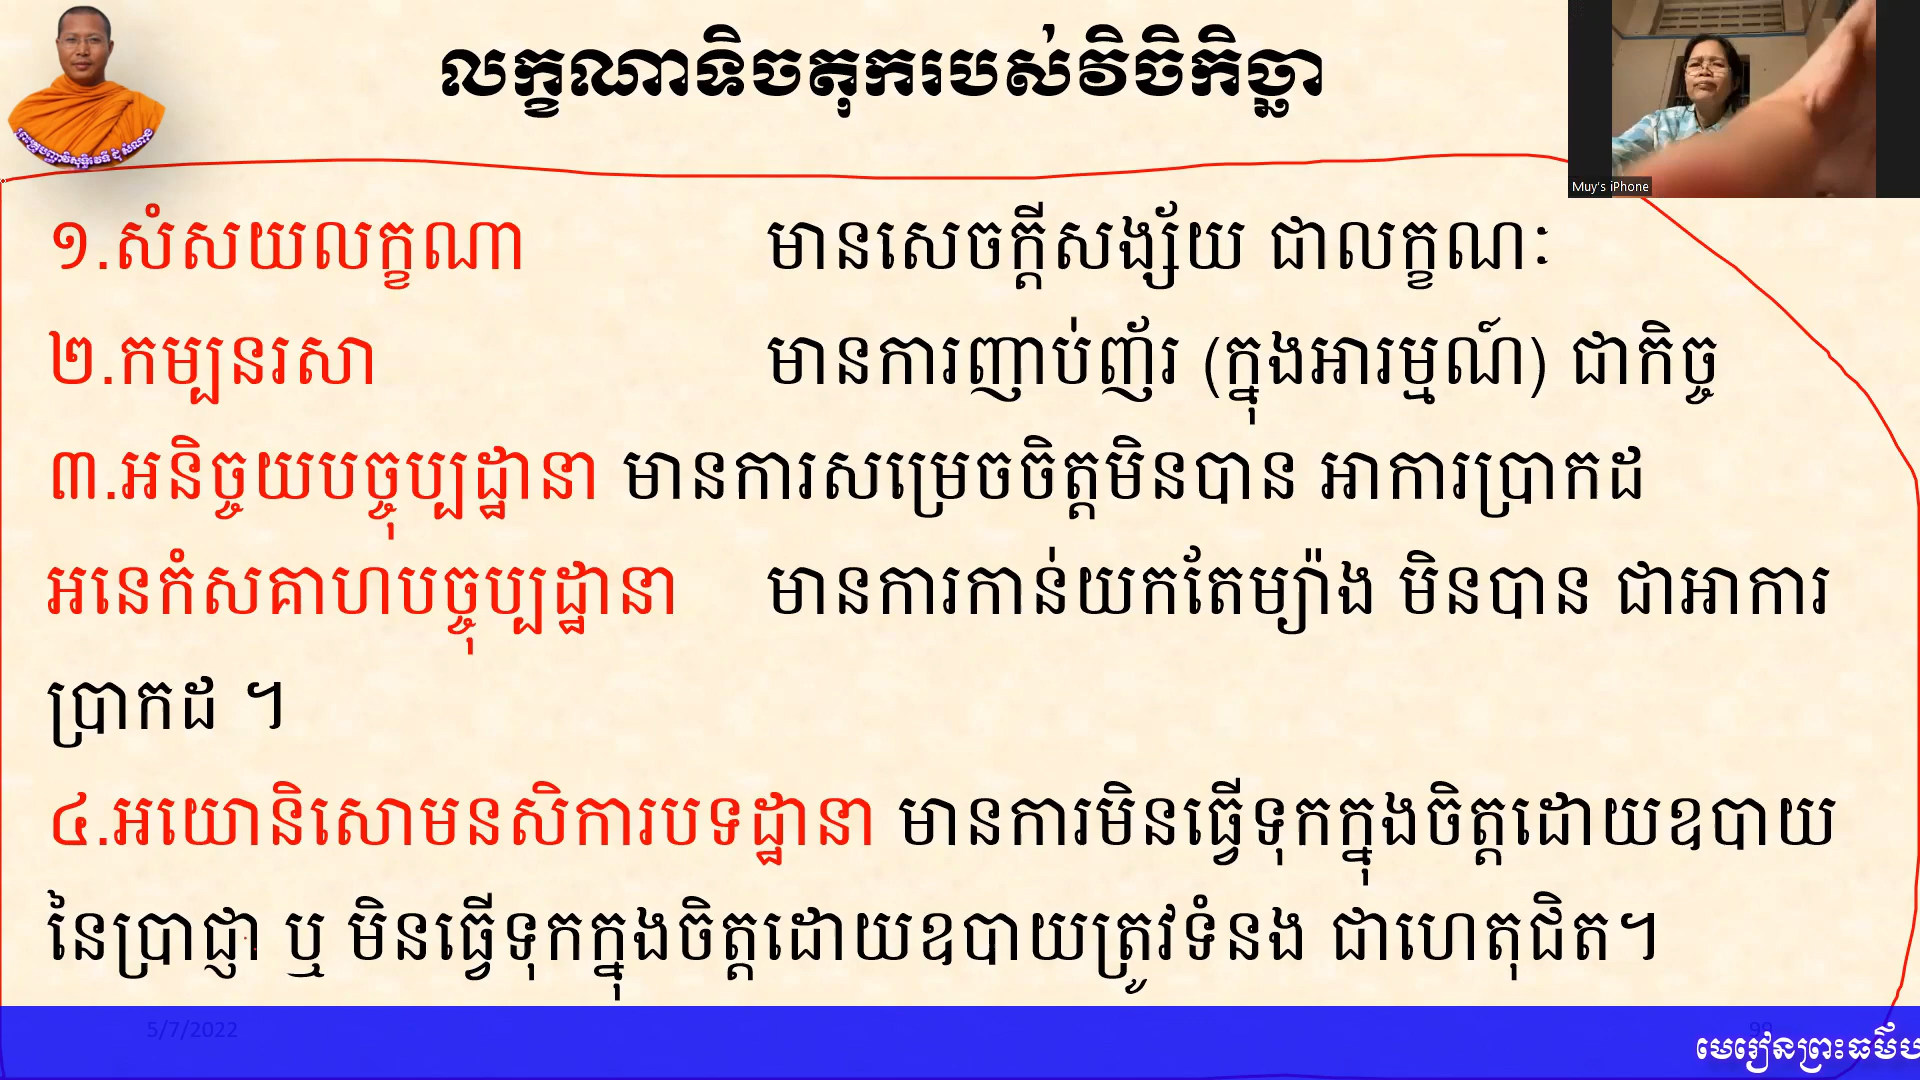 លក្ខណាទិចតុករបស់វិចិកិច្ឆា
Muy's iPhone
១.សំសយលក្ខណា មានសេចក្តីសង្ស័យ ជាលក្ខណៈ
២.កម្បនរសា មានការញាប់ញ័រ (ក្នុងអារម្មណ៍) ជាកិច្ច
៣.អនិច្ចយបច្ចុប្បដ្ឋានា មានការសម្រេចចិត្តមិនបាន អាការប្រាកដ
អនេកំសគាហបច្ចុប្បដ្ឋានា មានការកាន់យកតែម្យ៉ាង មិនបាន ជាអាការ
ប្រាកដ ។
៤.អយោនិសោមនសិការបទដ្ឋានា មានការមិនធ្វើទុកក្នុងចិត្តដោយឧបាយ
នៃប្រាជ្ញា ឬ មិនធ្វើទុកក្នុងចិត្តដោយឧបាយត្រូវទំនង ជាហេតុជិត។
5/7/2022
មេរៀនព្រះធម៌